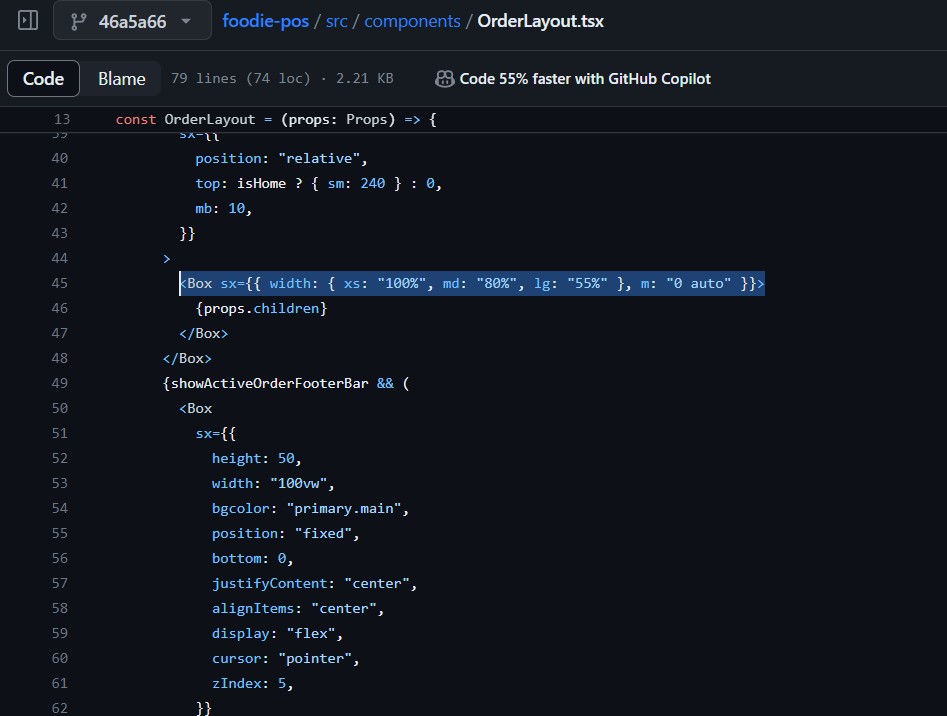 46a5a66 foodie-pos / src / components / OrderLayout.tsx
Code Blame 79 lines (74 loc) · 2.21 KB Code 55% faster with GitHub Copilot
13 const OrderLayout = (props: Props) => {
39 sx={{
40 position: "relative",
41 top: isHome ? { sm: 240 } : 0,
42 mb: 10,
43 }}
44 >
45 <Box sx={{ width: { xs: "100%", md: "80%", lg: "55%" }, m: "0 auto" }}>
46 {props.children}
47 </Box>
48 </Box>
49 {showActiveOrderFooterBar && (
50 <Box
51 sx={{
52 height: 50,
53 width: "100vw",
54 bgcolor: "primary.main",
55 position: "fixed",
56 bottom: 0,
57 justifyContent: "center",
58 alignItems: "center",
59 display: "flex",
60 cursor: "pointer",
61 zIndex: 5,
62 }}